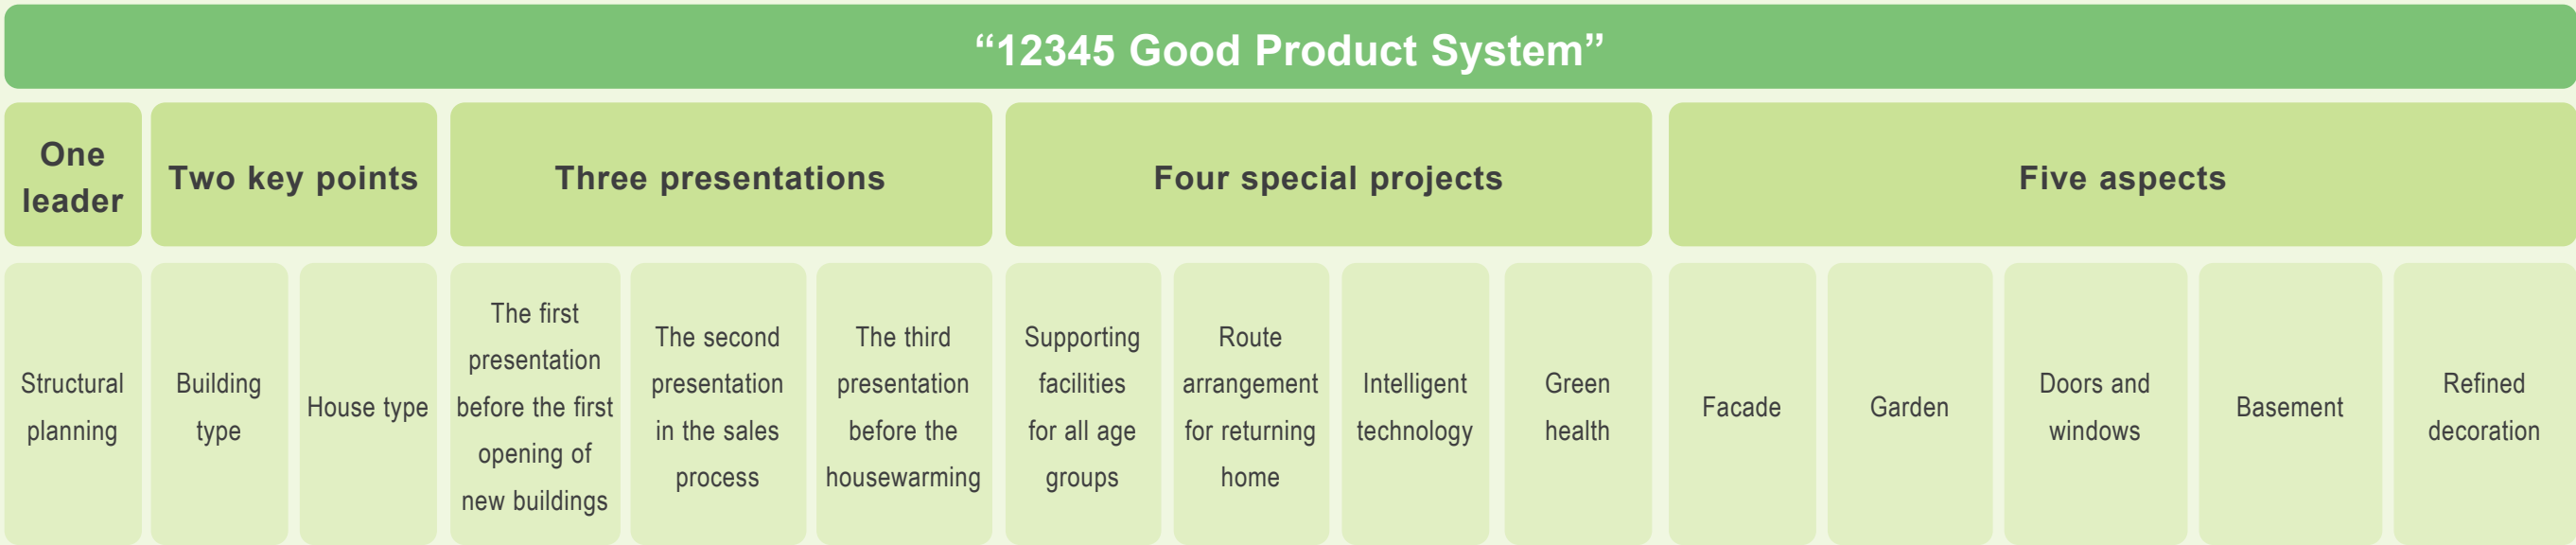 “12345 Good Product System”
One
leader
Two key points
Three presentations
Four special projects
Five aspects
Structural
planning
Building
type
House type
The first
presentation
before the first
opening of
new buildings
The second
presentation
in the sales
process
The third
presentation
before the
housewarming
Supporting
facilities
for all age
groups
Route
arrangement
for returning
home
Intelligent
technology
Green
health
Facade
Garden
Doors and
windows
Basement
Refined
decoration